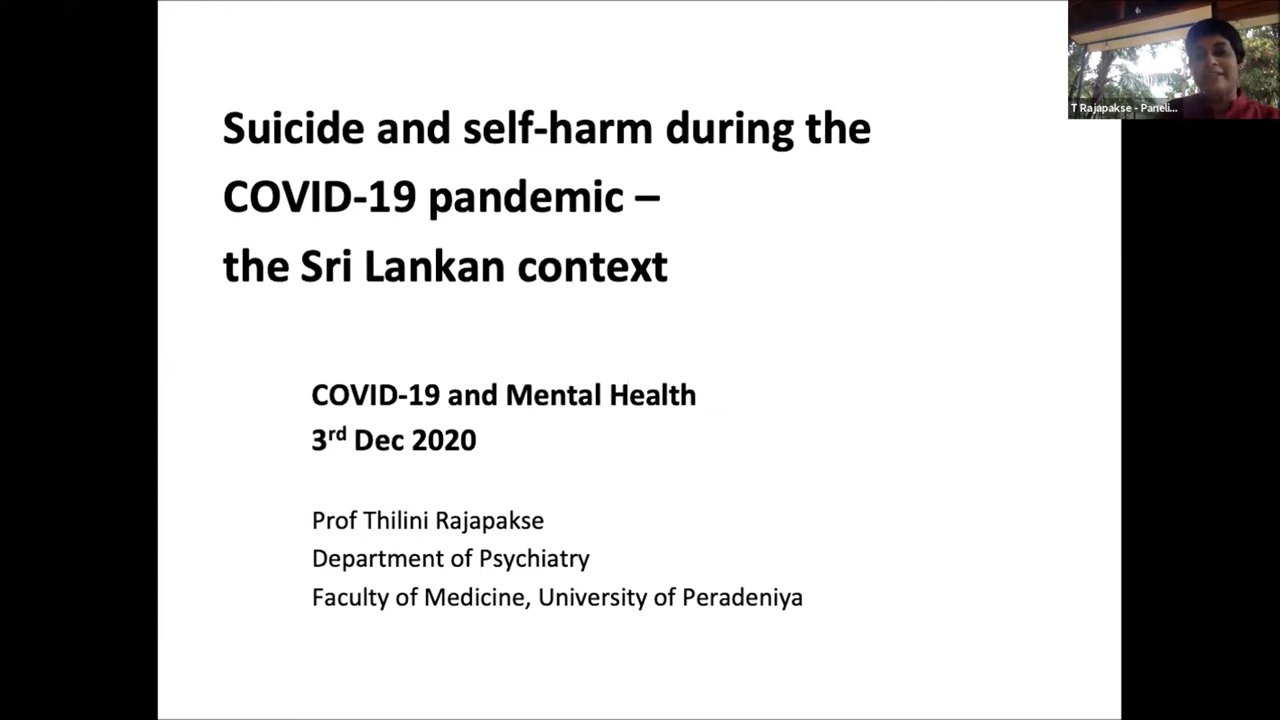 T Rajapakse - Paneli...
Suicide and self-harm during the
COVID-19 pandemic –
the Sri Lankan context
COVID-19 and Mental Health
3rd Dec 2020
Prof Thilini Rajapakse
Department of Psychiatry
Faculty of Medicine, University of Peradeniya